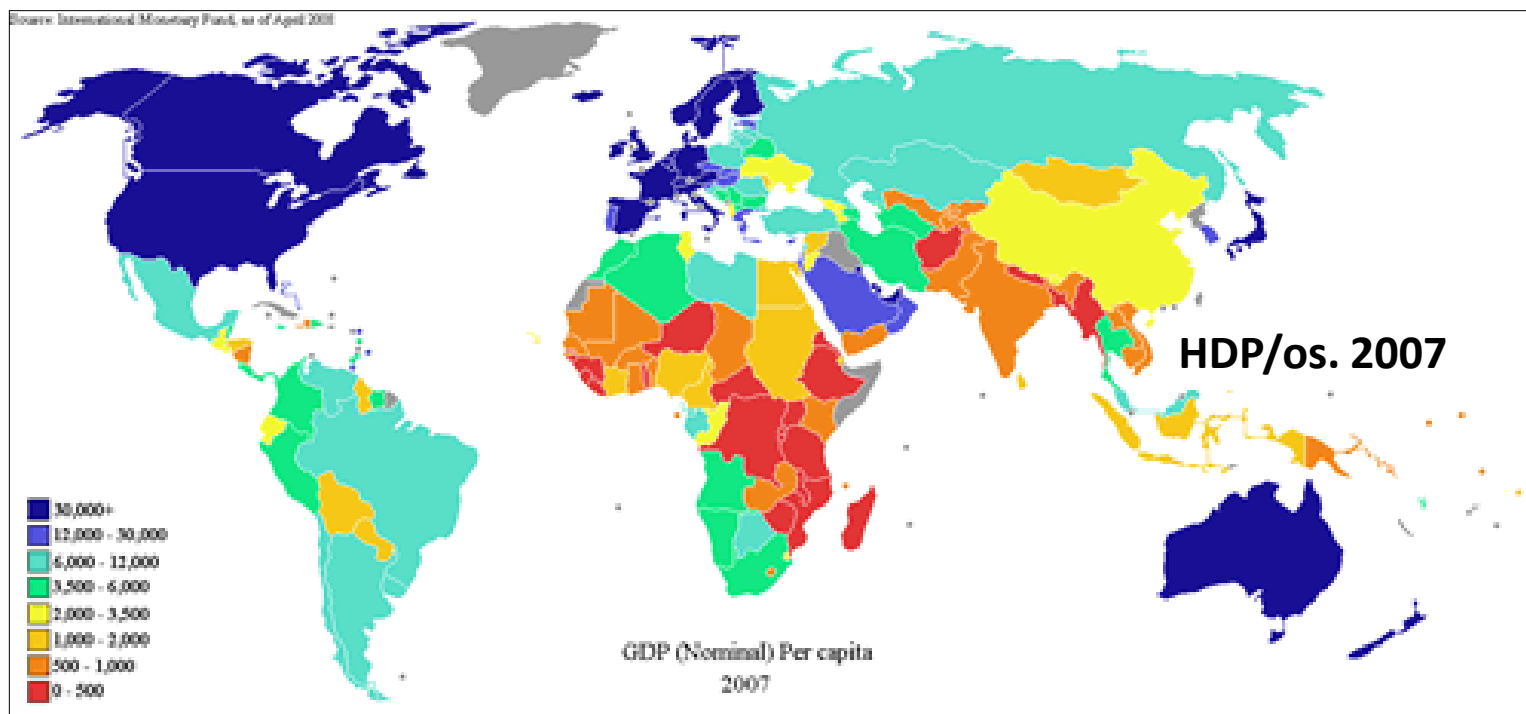 Source: International Monetary Fund, as of April 2008
HDP/os. 2007
30,000+
12,000 - 30,000
6,000 - 12,000
3,500 - 6,000
2,000 - 3,500
1,000 - 2,000
500 - 1,000
0 - 500
GDP (Nominal) Per capita
2007